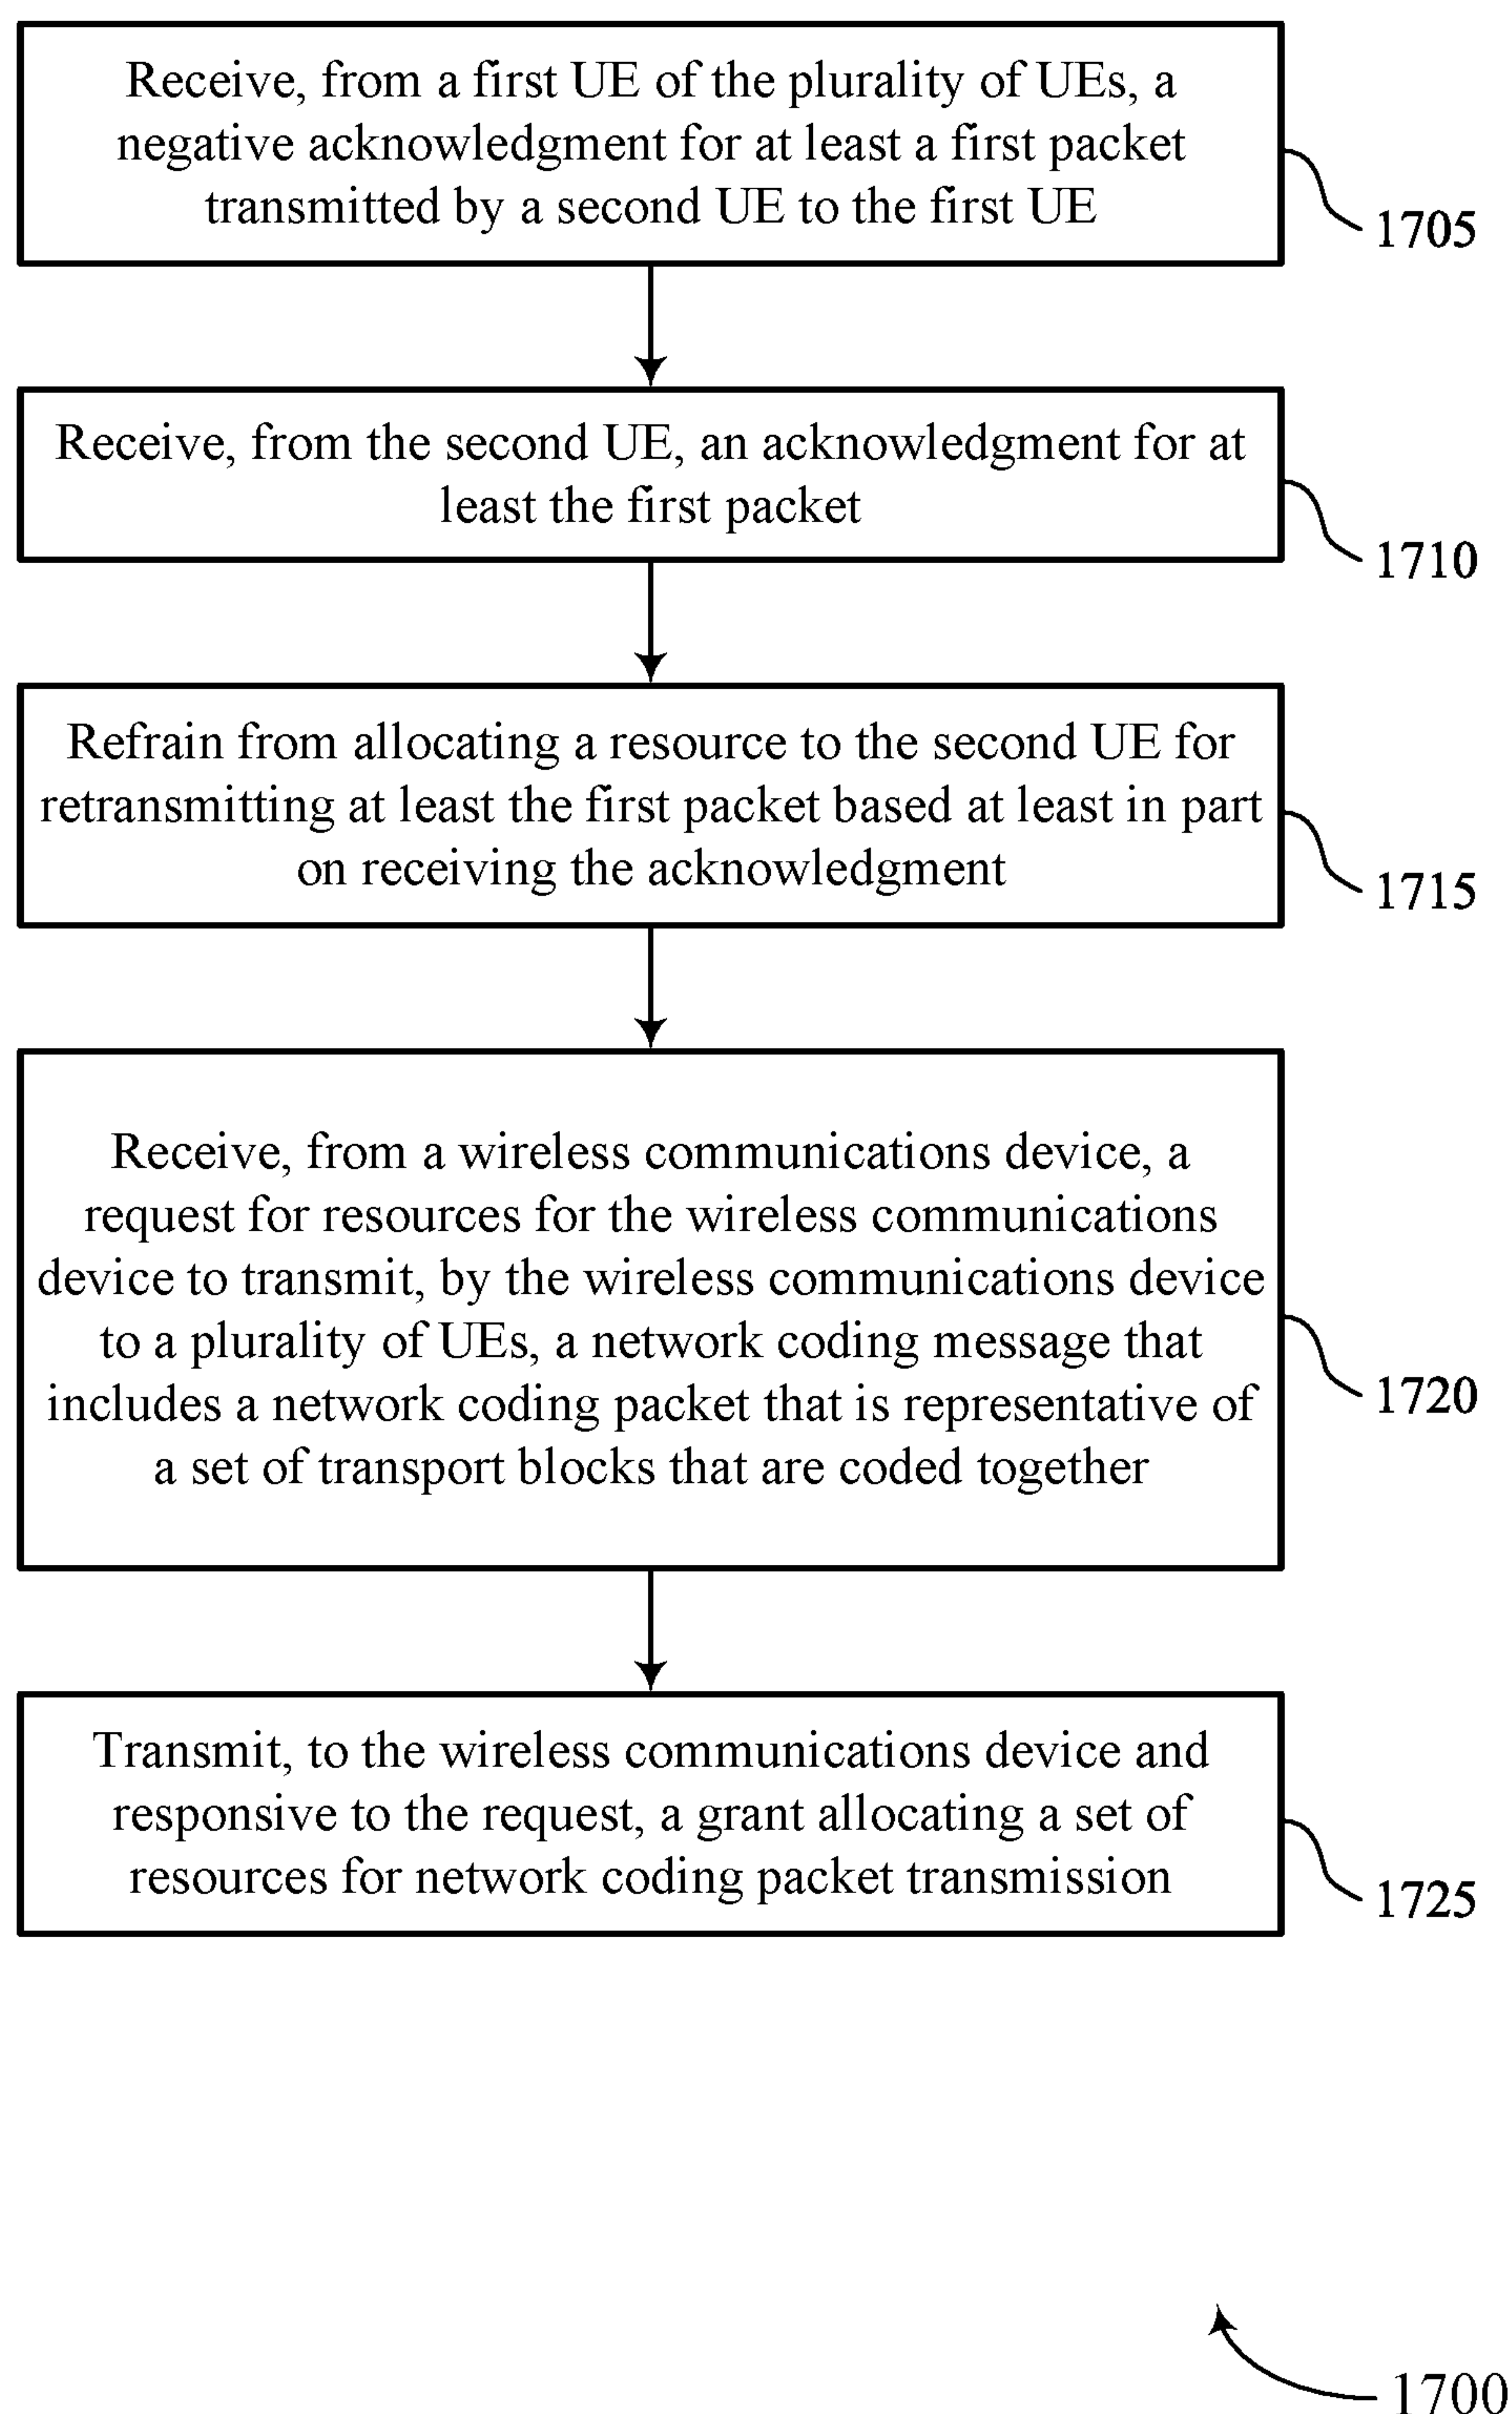 Receive, from a first UE of the plurality of UEs, a
negative acknowledgment for at least a first packet
transmitted by a second UE to the first UE
1705
Receive, from the second UE, an acknowledgment for at
least the first packet
1710
Refrain from allocating a resource to the second UE for
retransmitting at least the first packet based at least in part
on receiving the acknowledgment
1715
Receive, from a wireless communications device, a
request for resources for the wireless communications
device to transmit, by the wireless communications device
to a plurality of UEs, a network coding message that
includes a network coding packet that is representative of
a set of transport blocks that are coded together
1720
Transmit, to the wireless communications device and
responsive to the request, a grant allocating a set of
resources for network coding packet transmission
1725
1700